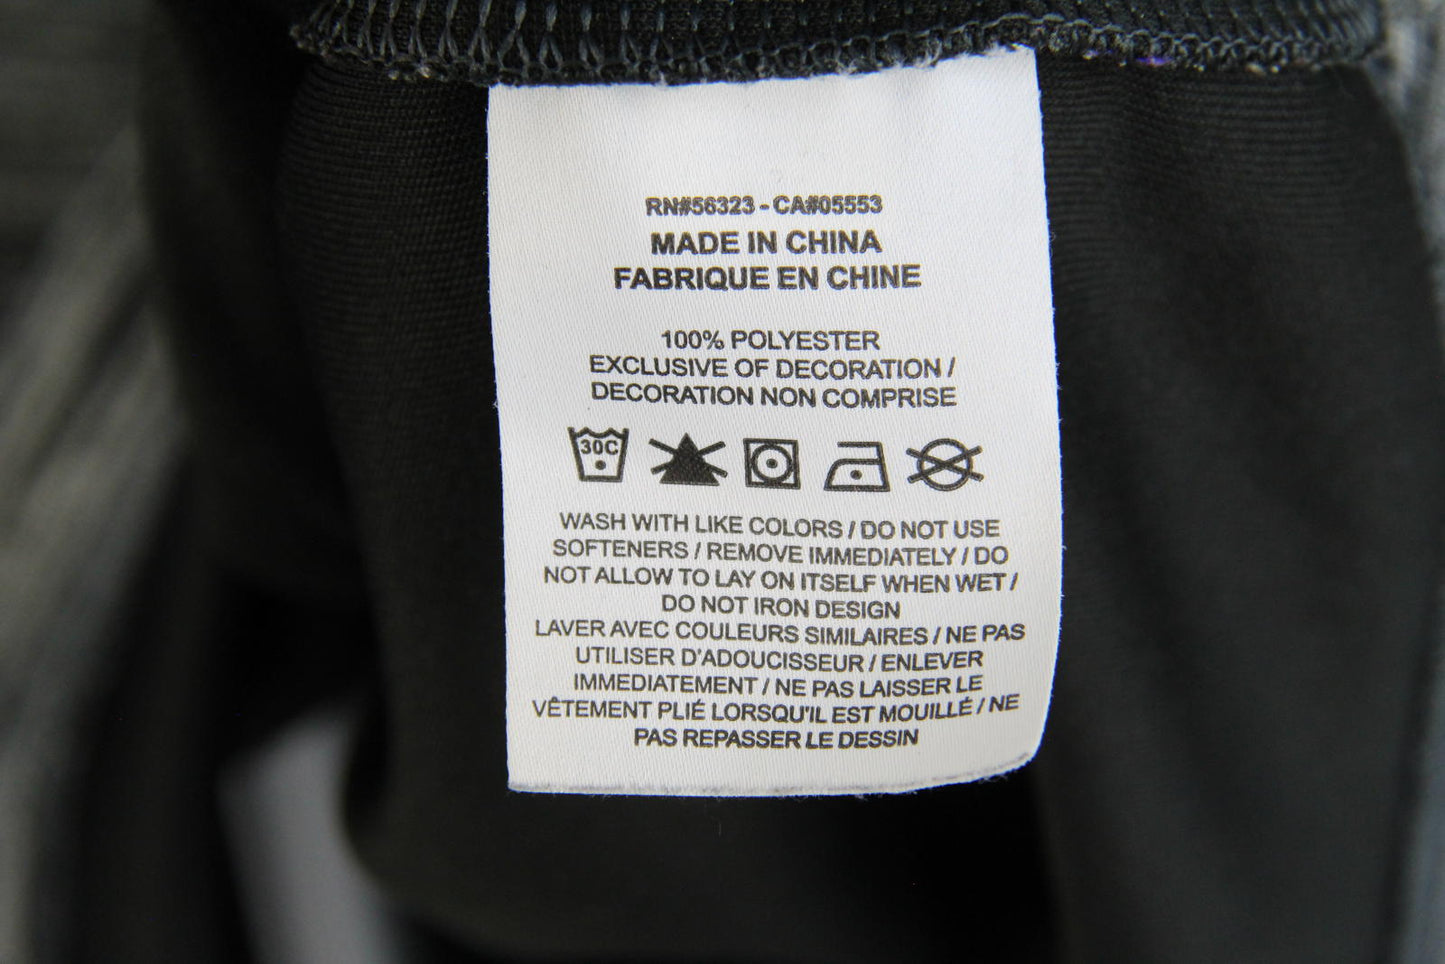 RN#56323 - CA#05553
MADE IN CHINA
FABRIQUE EN CHINE
100% POLYESTER
EXCLUSIVE OF DECORATION /
DECORATION NON COMPRISE
30C
WASH WITH LIKE COLORS / DO NOT USE
SOFTENERS / REMOVE IMMEDIATELY / DO
NOT ALLOW TO LAY ON ITSELF WHEN WET /
DO NOT IRON DESIGN
LAVER AVEC COULEURS SIMILAIRES / NE PAS
UTILISER D'ADOUCISSEUR / ENLEVER
IMMEDIATEMENT / NE PAS LAISSER LE
VÊTEMENT PLIÉ LORSQU'IL EST MOUILLÉ / NE
PAS REPASSER LE DESSIN